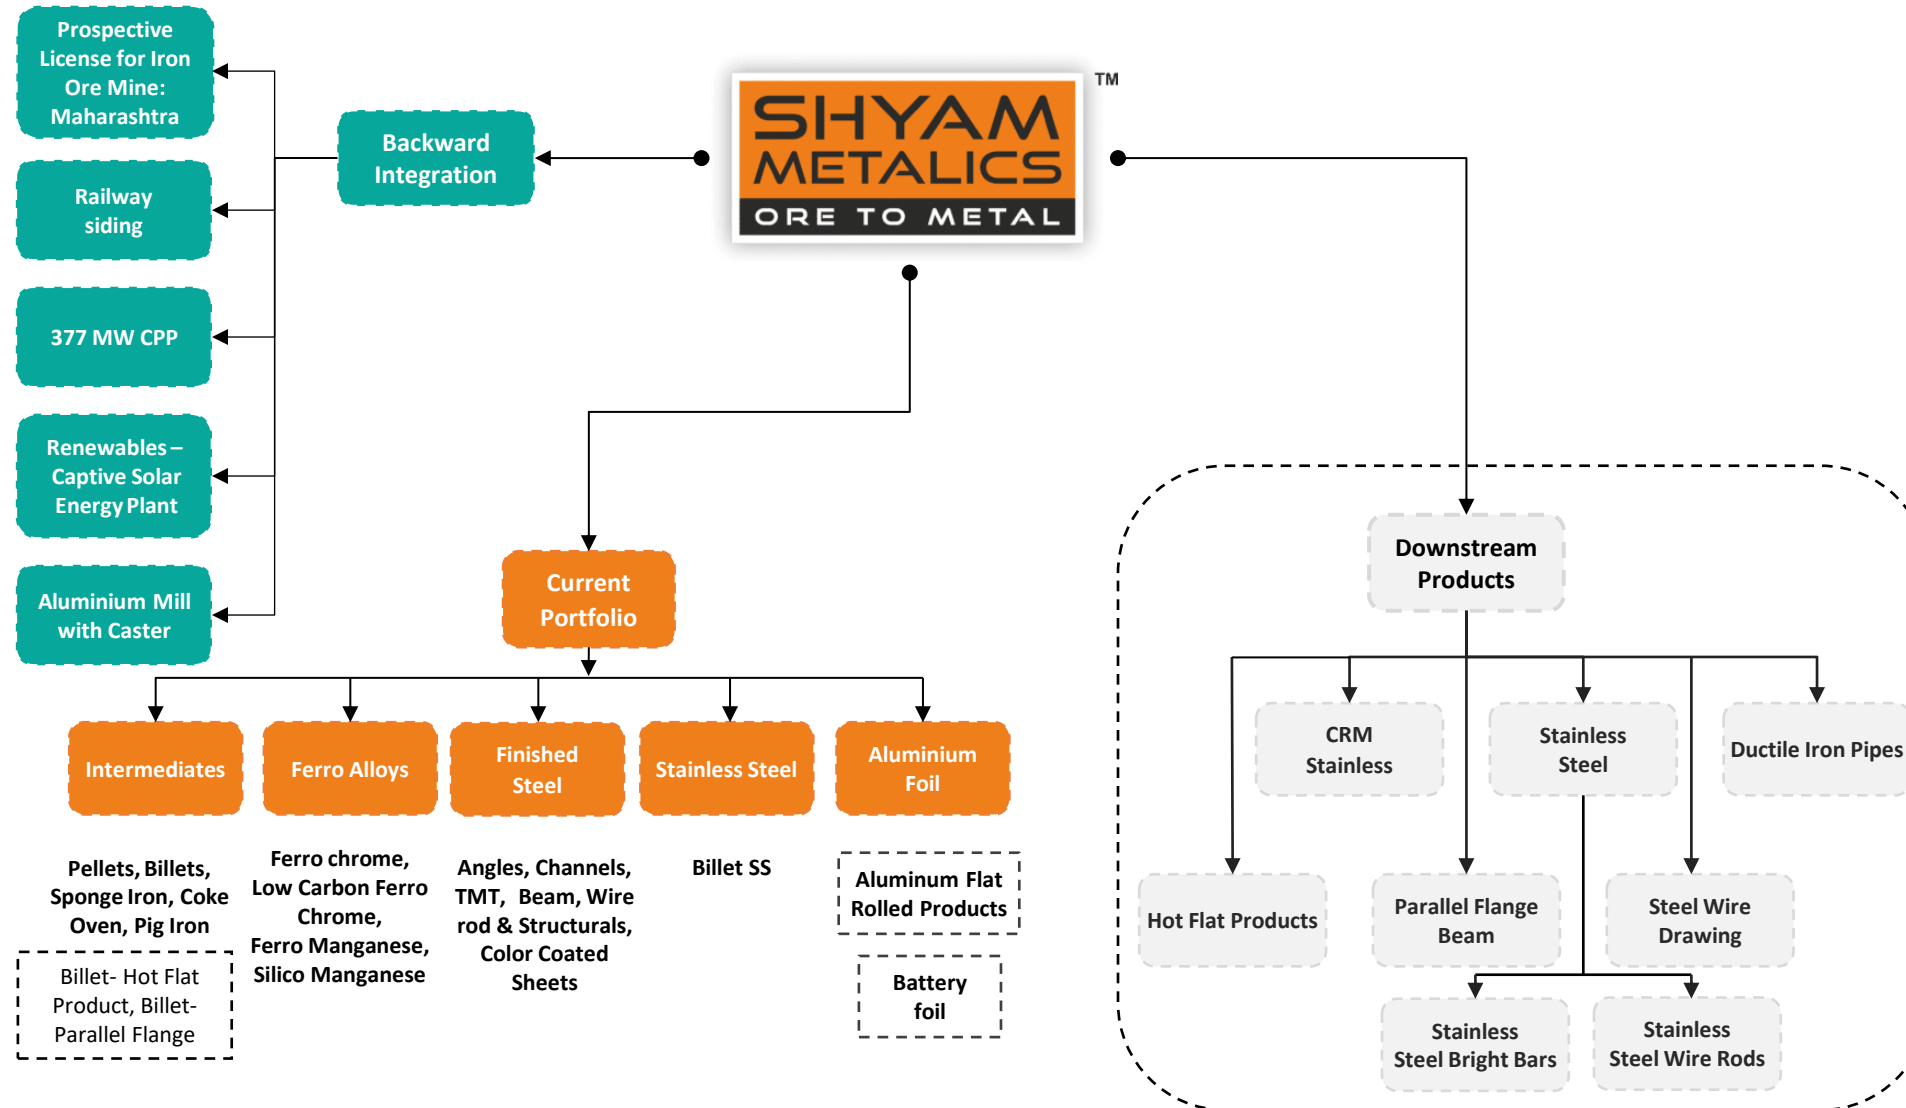 Prospective
License for Iron
Ore Mine:
Maharashtra
Railway
siding
377 MW CPP
Renewables –
Captive Solar
Energy Plant
Aluminium Mill
with Caster
Backward
Integration
SHYAM
METALICS
ORE TO METAL
TM
Current
Portfolio
Intermediates
Ferro Alloys
Finished
Steel
Stainless Steel
Aluminium
Foil
Pellets, Billets,
Sponge Iron, Coke
Oven, Pig Iron
Billet- Hot Flat
Product, Billet-
Parallel Flange
Ferro chrome,
Low Carbon Ferro
Chrome,
Ferro Manganese,
Silico Manganese
Angles, Channels,
TMT, Beam, Wire
rod & Structurals,
Color Coated
Sheets
Billet SS
Aluminum Flat
Rolled Products
Battery
foil
Downstream
Products
CRM
Stainless
Stainless
Steel
Ductile Iron Pipes
Hot Flat Products
Parallel Flange
Beam
Steel Wire
Drawing
Stainless
Steel Bright Bars
Stainless
Steel Wire Rods